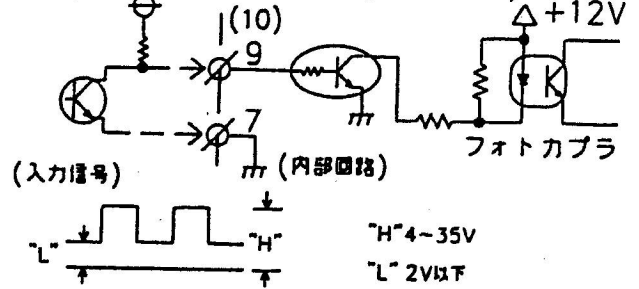 (10)
9
+12V
7
フォトカプラ
(入力信号)
(内部回路)
"L"
"H"
"H" 4~35V
"L" 2V以下